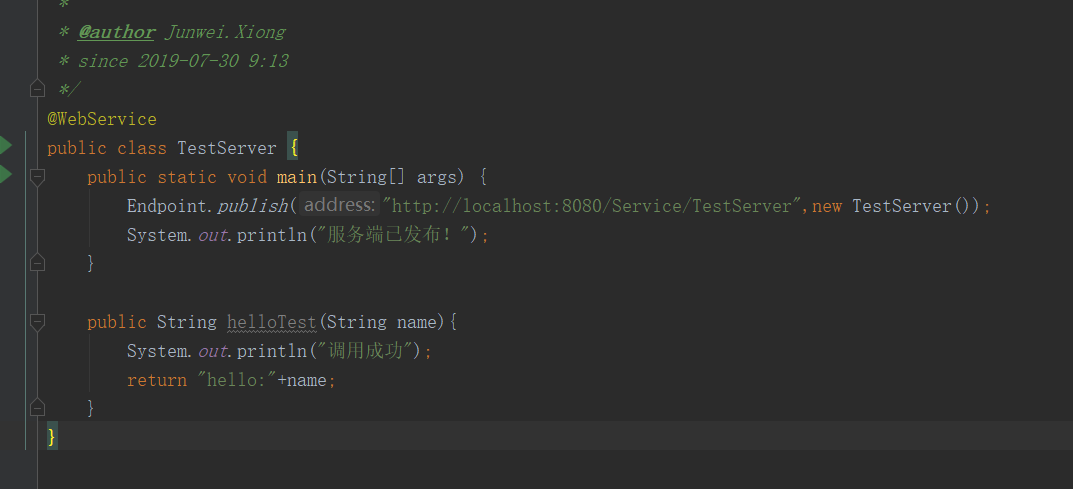 *
* @author Junwei.Xiong
* since 2019-07-30 9:13
*/
@WebService
public class TestServer {
    public static void main(String[] args) {
        Endpoint.publish( address: "http://localhost:8080/Service/TestServer",new TestServer());
        System.out.println("服务端已发布！");
    }
    public String helloTest(String name){
        System.out.println("调用成功");
        return "hello:"+name;
    }
}